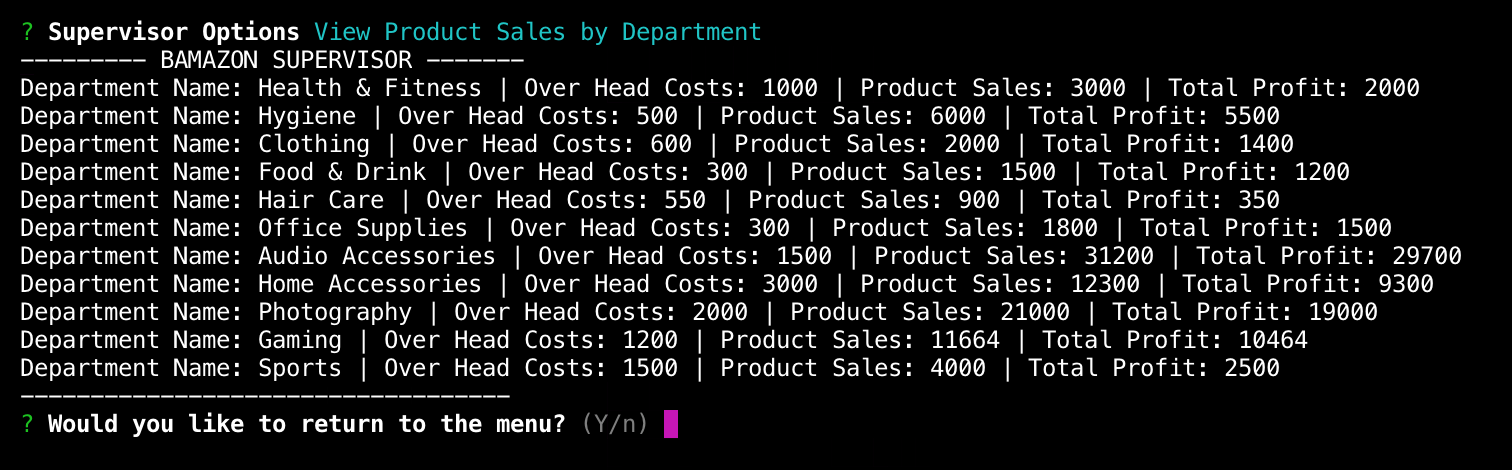 ? Supervisor Options View Product Sales by Department
--------- BAMAZON SUPERVISOR -------
Department Name: Health & Fitness | Over Head Costs: 1000 | Product Sales: 3000 | Total Profit: 2000
Department Name: Hygiene | Over Head Costs: 500 | Product Sales: 6000 | Total Profit: 5500
Department Name: Clothing | Over Head Costs: 600 | Product Sales: 2000 | Total Profit: 1400
Department Name: Food & Drink | Over Head Costs: 300 | Product Sales: 1500 | Total Profit: 1200
Department Name: Hair Care | Over Head Costs: 550 | Product Sales: 900 | Total Profit: 350
Department Name: Office Supplies | Over Head Costs: 300 | Product Sales: 1800 | Total Profit: 1500
Department Name: Audio Accessories | Over Head Costs: 1500 | Product Sales: 31200 | Total Profit: 29700
Department Name: Home Accessories | Over Head Costs: 3000 | Product Sales: 12300 | Total Profit: 9300
Department Name: Photography | Over Head Costs: 2000 | Product Sales: 21000 | Total Profit: 19000
Department Name: Gaming | Over Head Costs: 1200 | Product Sales: 11664 | Total Profit: 10464
Department Name: Sports | Over Head Costs: 1500 | Product Sales: 4000 | Total Profit: 2500
-----------------------------------
? Would you like to return to the menu? (Y/n)